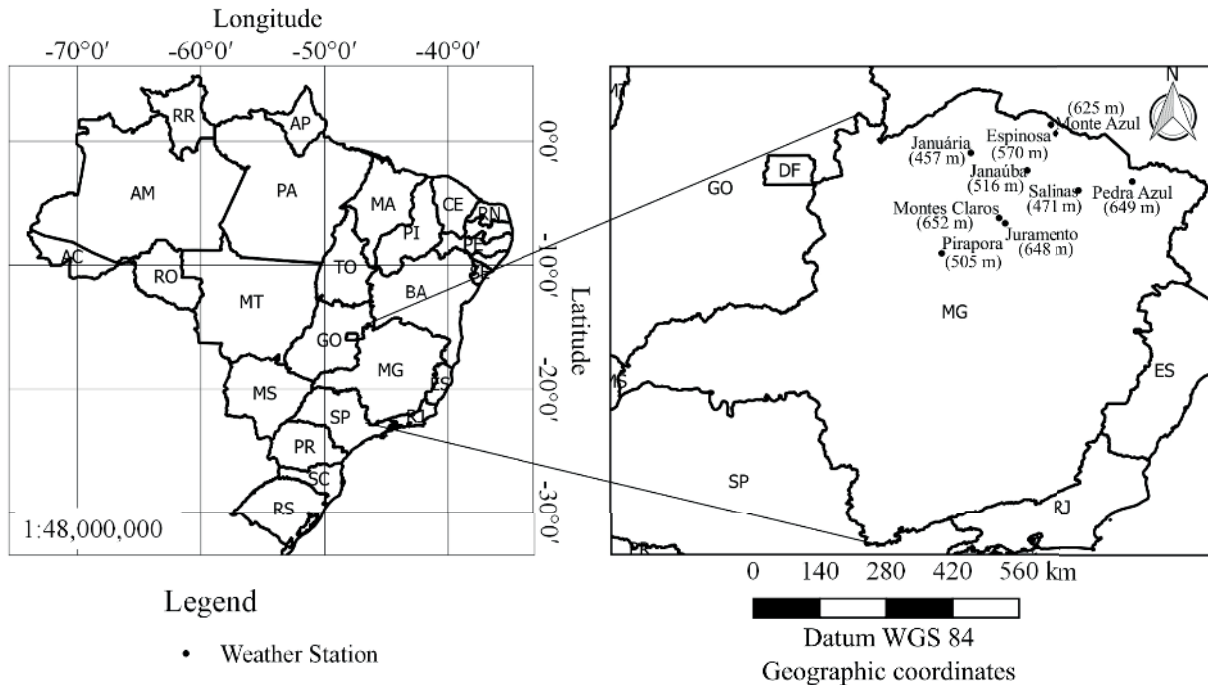 Longitude
-70°0′ -60°0′ -50°0′ -40°0′
RR
AP
0°0′
AM
PA
MA
CE
RN
PI
PE
AC
-10°0′
RO
TO
SE
MT
BA
Latitude
GO
MG
ES
-20°0′
MS
SP
RJ
PR
SC
RS
-30°0′
1:48,000,000
N
(625 m)
Monte Azul
Espinosa
(570 m)
Januária
(457 m)
DF
GO
Janaúba
(516 m)
Salinas
(471 m)
Pedra Azul
(649 m)
Montes Claros
(652 m)
Juramento
(648 m)
Pirapora
(505 m)
MG
ES
MS
SP
RJ
PR
0 140 280 420 560 km
Datum WGS 84
Geographic coordinates
Legend
• Weather Station